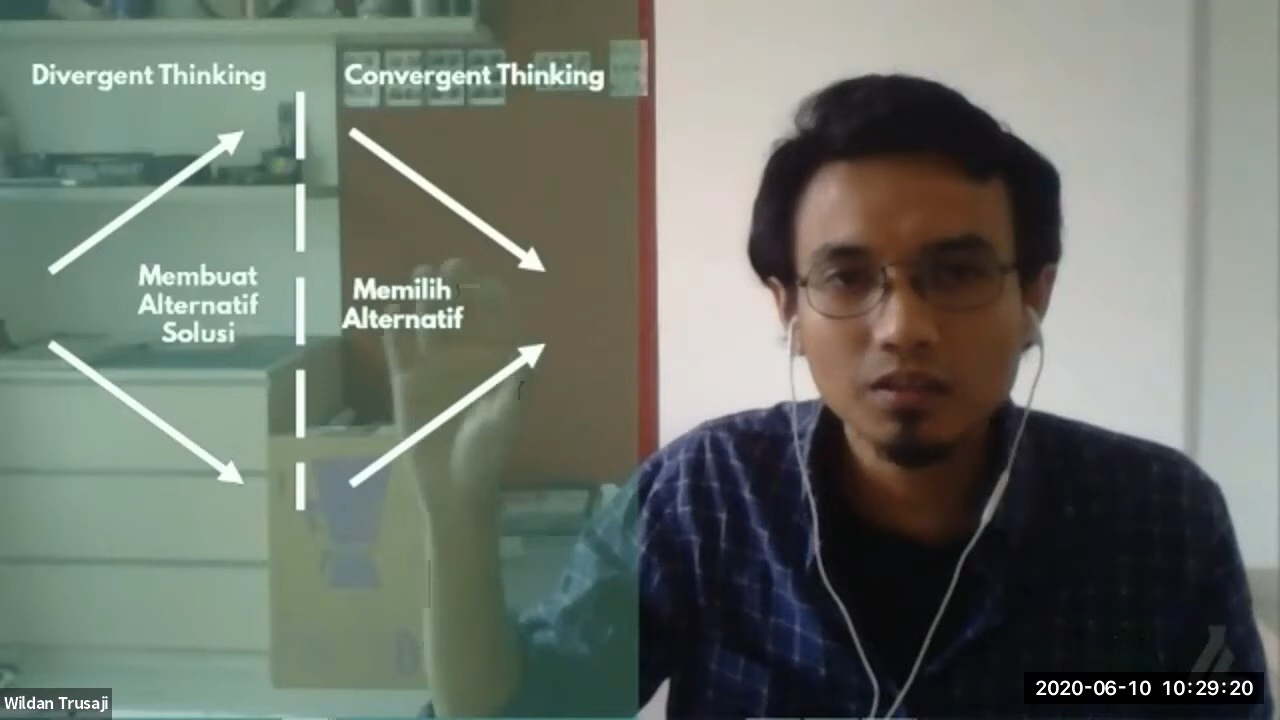 Divergent Thinking
Convergent Thinking
Membuat
Alternatif
Solusi
Memilih
Alternatif
Wildan Trusaji
2020-06-10 10:29:20